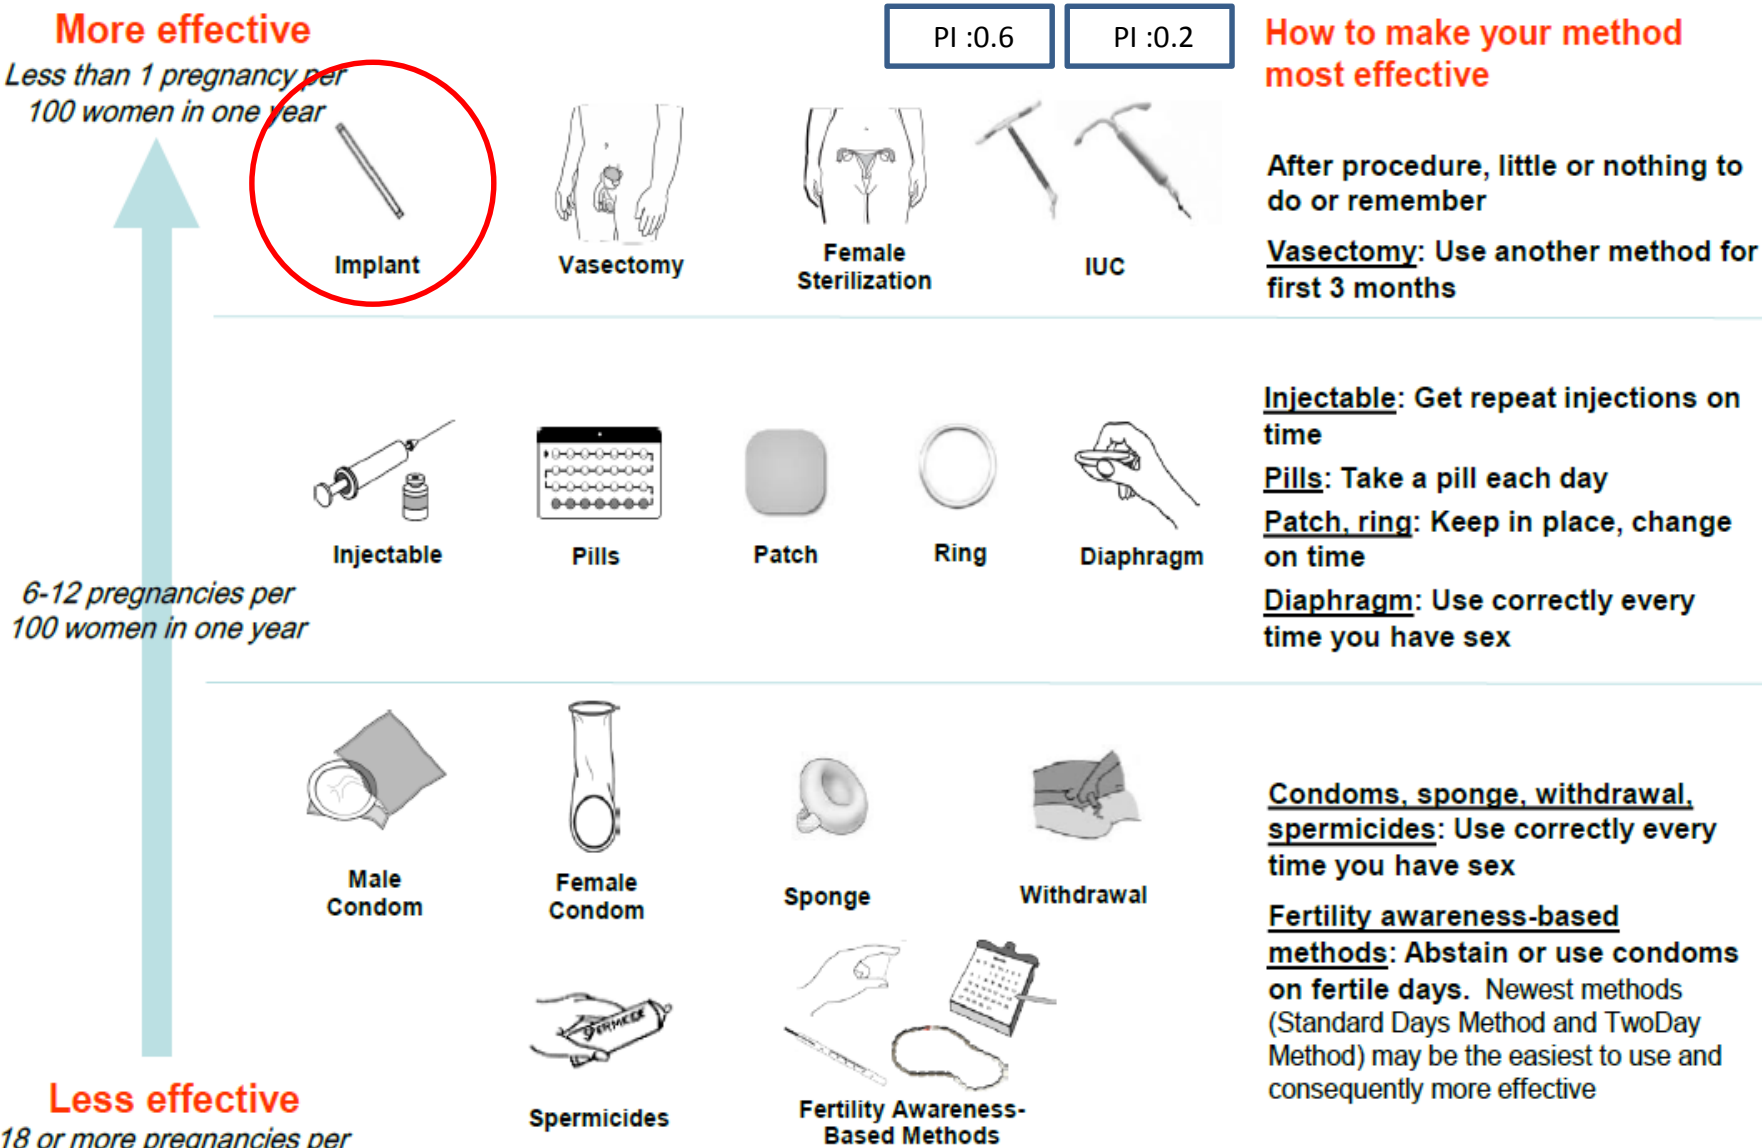 More effective
Less than 1 pregnancy per
100 women in one year
PI :0.6
PI :0.2
How to make your method
most effective
Implant
Vasectomy
Female
Sterilization
IUC
After procedure, little or nothing to
do or remember
Vasectomy: Use another method for
first 3 months
Injectable
Pills
Patch
Ring
Diaphragm
6-12 pregnancies per
100 women in one year
Injectable: Get repeat injections on
time
Pills: Take a pill each day
Patch, ring: Keep in place, change
on time
Diaphragm: Use correctly every
time you have sex
Male
Condom
Female
Condom
Sponge
Withdrawal
SPERMICIDE
Spermicides
Fertility Awareness-
Based Methods
Condoms, sponge, withdrawal,
spermicides: Use correctly every
time you have sex
Fertility awareness-based
methods: Abstain or use condoms
on fertile days. Newest methods
(Standard Days Method and TwoDay
Method) may be the easiest to use and
consequently more effective
Less effective
18 or more pregnancies per